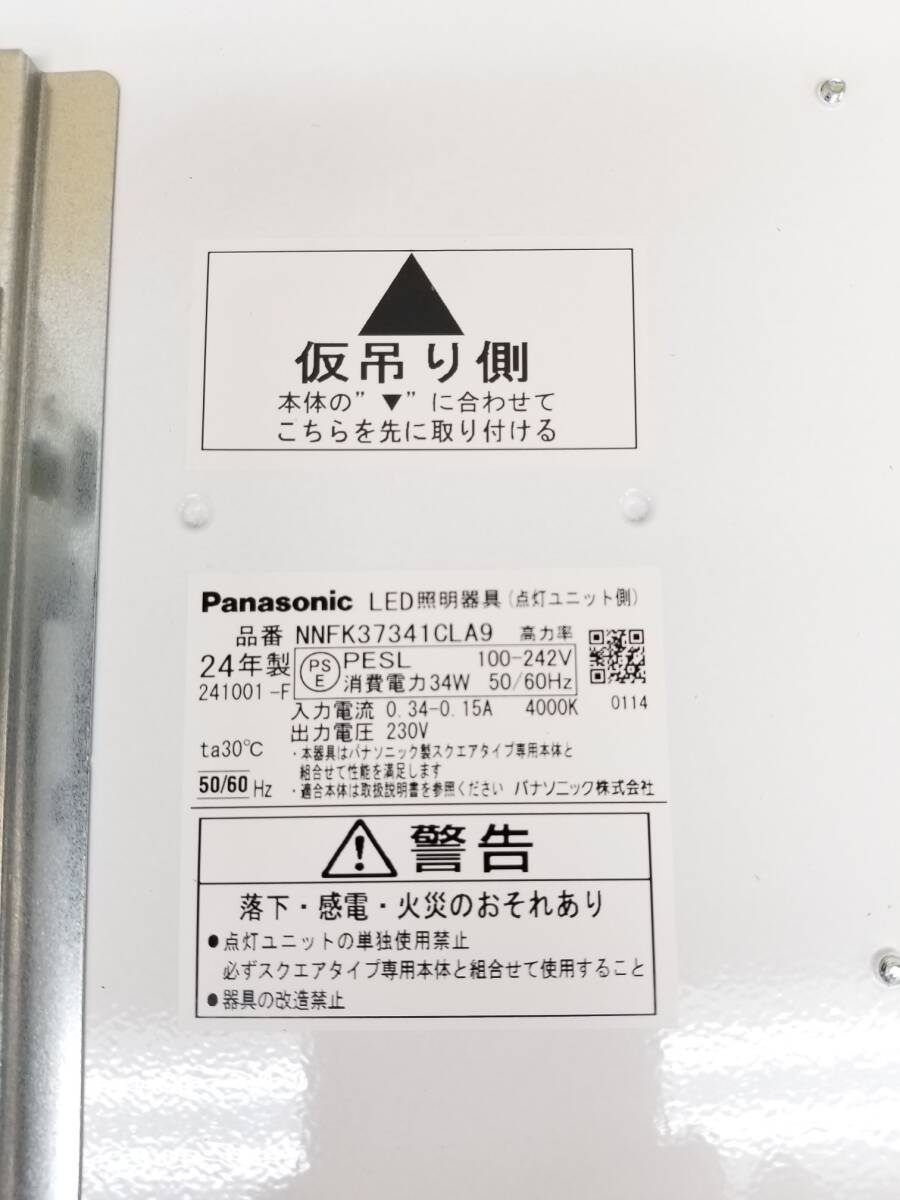 仮吊り側
本体の”▼”に合わせて
こちらを先に取り付ける
Panasonic LED照明器具(点灯ユニット側)
品番 NNFK37341CLA9 高力率
24年製 PSE PESL 100-242V
241001-F 消費電力34W 50/60Hz
入力電流 0.34-0.15A 4000K 0114
出力電圧 230V
ta30℃ ・本器具はパナソニック製スクエアタイプ専用本体と
組合せて性能を満足します
50/60 Hz ・適合本体は取扱説明書を参照ください パナソニック株式会社
警告
落下・感電・火災のおそれあり
●点灯ユニットの単独使用禁止
必ずスクエアタイプ専用本体と組合せて使用すること
●器具の改造禁止